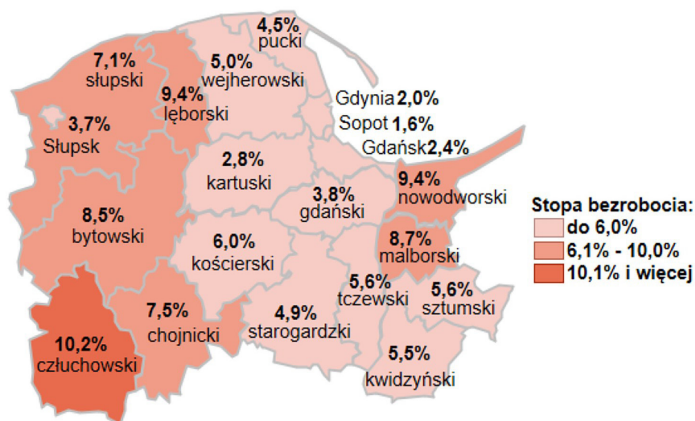 4,5%
pucki
7,1%
słupski
5,0%
wejherowski
9,4%
lęborski
Gdynia 2,0%
Sopot 1,6%
Gdańsk 2,4%
3,7%
Słupsk
2,8%
kartuski
3,8%
gdański
9,4%
nowodworski
8,5%
bytowski
6,0%
kościerski
8,7%
malborski
5,6%
tczewski
5,6%
sztumski
7,5%
chojnicki
4,9%
starogardzki
10,2%
człuchowski
5,5%
kwidzyński
Stopa bezrobocia:
do 6,0%
6,1% - 10,0%
10,1% i więcej